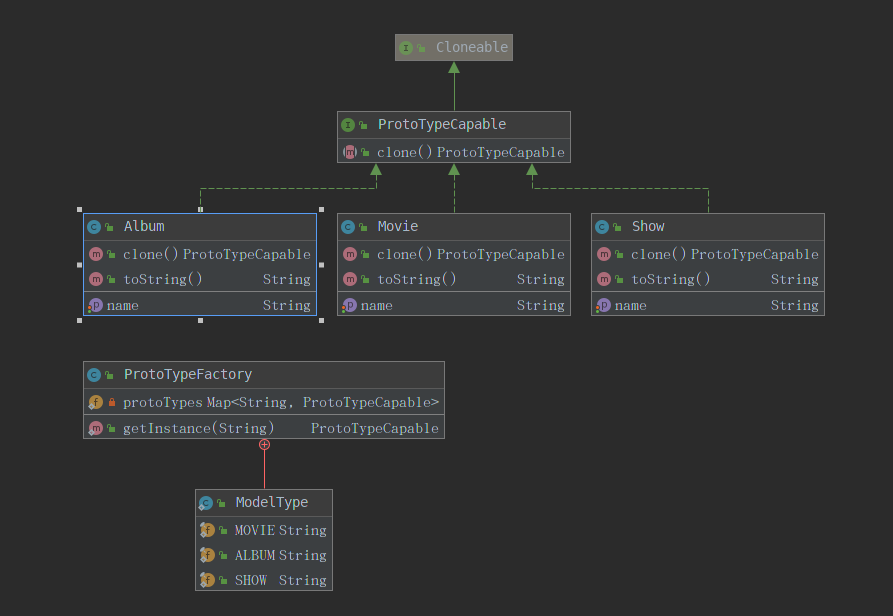 Cloneable
ProtoTypeCapable
clone() ProtoTypeCapable
Album
clone() ProtoTypeCapable
toString() String
name String
Movie
clone() ProtoTypeCapable
toString() String
name String
Show
clone() ProtoTypeCapable
toString() String
name String
ProtoTypeFactory
protoTypes Map<String, ProtoTypeCapable>
getInstance(String) ProtoTypeCapable
ModelType
MOVIE String
ALBUM String
SHOW String